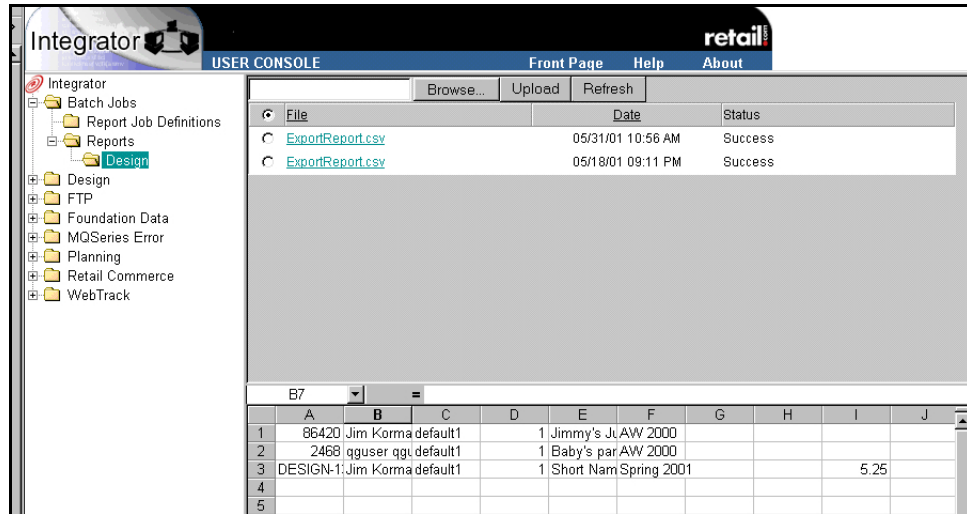 Integrator
retail
USER CONSOLE Front Page Help About
Integrator
Batch Jobs
Report Job Definitions
Reports
Design
Design
FTP
Foundation Data
MQSeries Error
Planning
Retail Commerce
WebTrack
Browse... Upload Refresh
File Date Status
ExportReport.csv 05/31/01 10:56 AM Success
ExportReport.csv 05/18/01 09:11 PM Success
B7 =
A B C D E F G H I J
1 86420 Jim Korma default1 1 Jimmy's Ju AW 2000
2 2468 qguser qgu default1 1 Baby's par AW 2000
3 DESIGN-1 Jim Korma default1 1 Short Nam Spring 2001 5.25
4
5